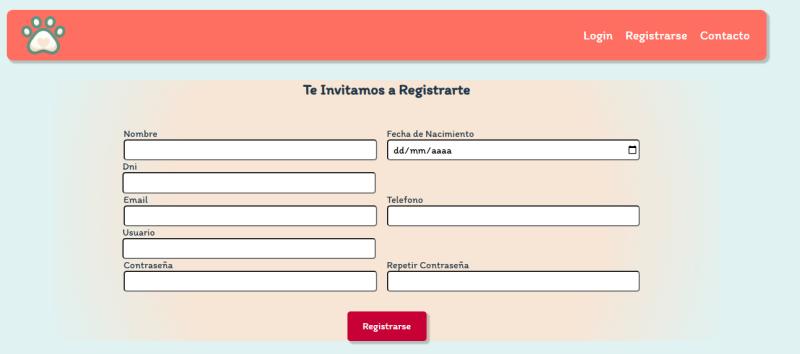 Login Registrarse Contacto
Te Invitamos a Registrarte
Nombre Fecha de Nacimiento
dd/mm/aaaa
Dni
Email Telefono
Usuario
Contraseña Repetir Contraseña
Registrarse